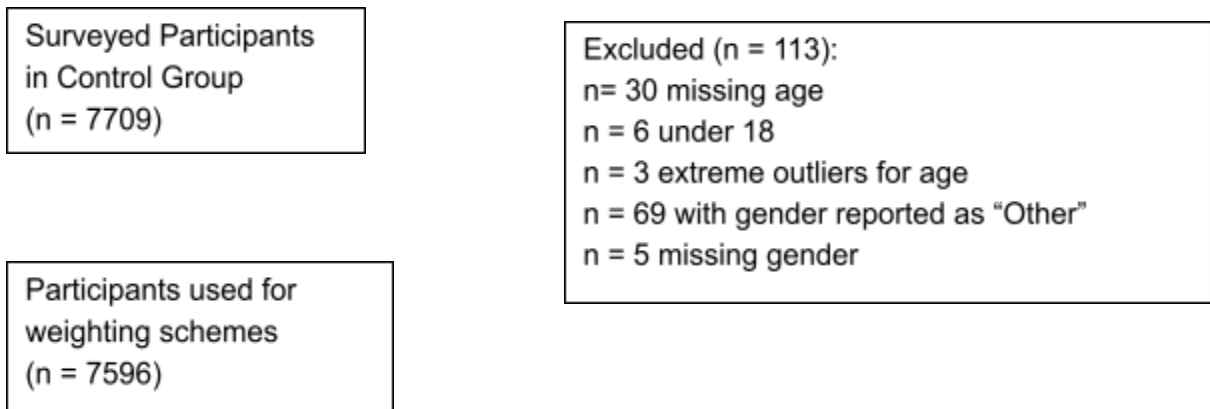 Surveyed Participants
in Control Group
(n = 7709)
Excluded (n = 113):
n= 30 missing age
n = 6 under 18
n = 3 extreme outliers for age
n = 69 with gender reported as “Other”
n = 5 missing gender
Participants used for
weighting schemes
(n = 7596)